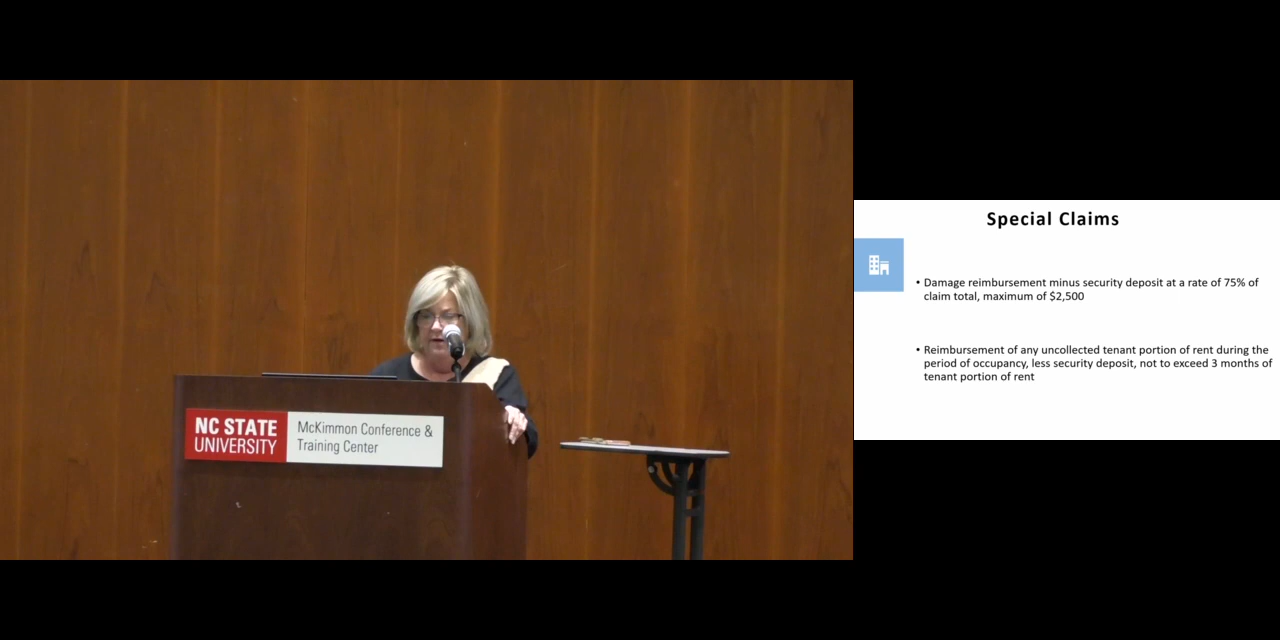 NC STATE
UNIVERSITY
McKimmon Conference &
Training Center
Special Claims
• Damage reimbursement minus security deposit at a rate of 75% of
claim total, maximum of $2,500
• Reimbursement of any uncollected tenant portion of rent during the
period of occupancy, less security deposit, not to exceed 3 months of
tenant portion of rent